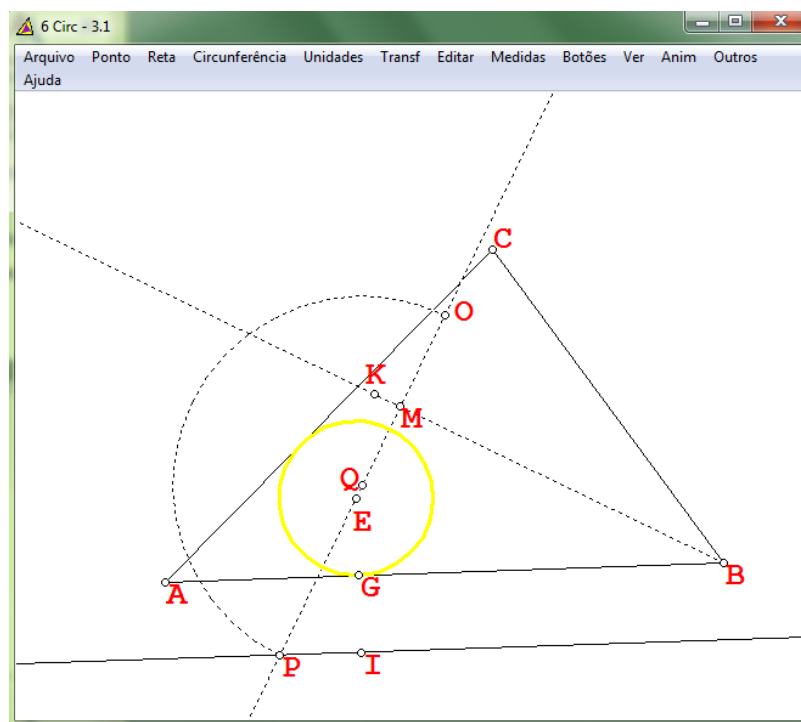 6 Circ - 3.1
Arquivo Ponto Reta Circunferência Unidades Transf Editar Medidas Botões Ver Anim Outros
Ajuda
C
O
K
M
Q
E
A
G
B
P
I